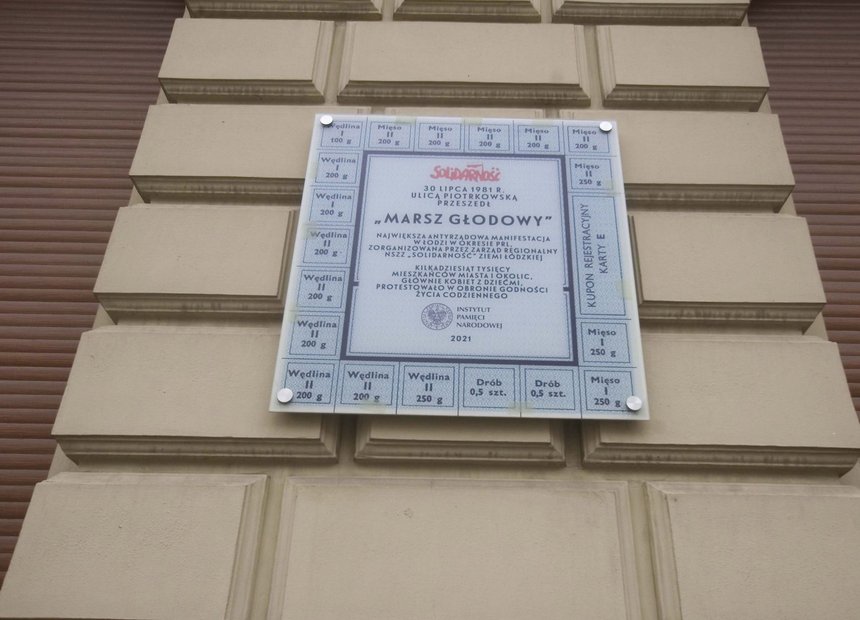 Wędlina I 100 g
Mięso II 200 g
Mięso II 200 g
Mięso II 200 g
Mięso II 200 g
Mięso II 200 g
Wędlina I 200 g
Mięso II 250 g
Wędlina I 200 g
Wędlina II 200 g
Wędlina II 200 g
Wędlina II 200 g
KUPON REJESTRACYJNY
KARTY E
Mięso I 250 g
SOLIDARNOŚĆ
30 LIPCA 1981 R.
ULICĄ PIOTRKOWSKĄ
PRZESZEDŁ
„MARSZ GŁODOWY”
NAJWIĘKSZA ANTYRZĄDOWA MANIFESTACJA
W ŁODZI W OKRESIE PRL,
ZORGANIZOWANA PRZEZ ZARZĄD REGIONALNY
NSZZ „SOLIDARNOŚĆ” ZIEMI ŁÓDZKIEJ
KILKADZIESIĄT TYSIĘCY
MIESZKAŃCÓW MIASTA I OKOLIC,
GŁÓWNIE KOBIET Z DZIEĆMI,
PROTESTOWAŁO W OBRONIE GODNOŚCI
ŻYCIA CODZIENNEGO
INSTYTUT
PAMIĘCI
NARODOWEJ
2021
Wędlina II 200 g
Wędlina II 200 g
Wędlina II 250 g
Drób 0,5 szt.
Drób 0,5 szt.
Mięso I 250 g